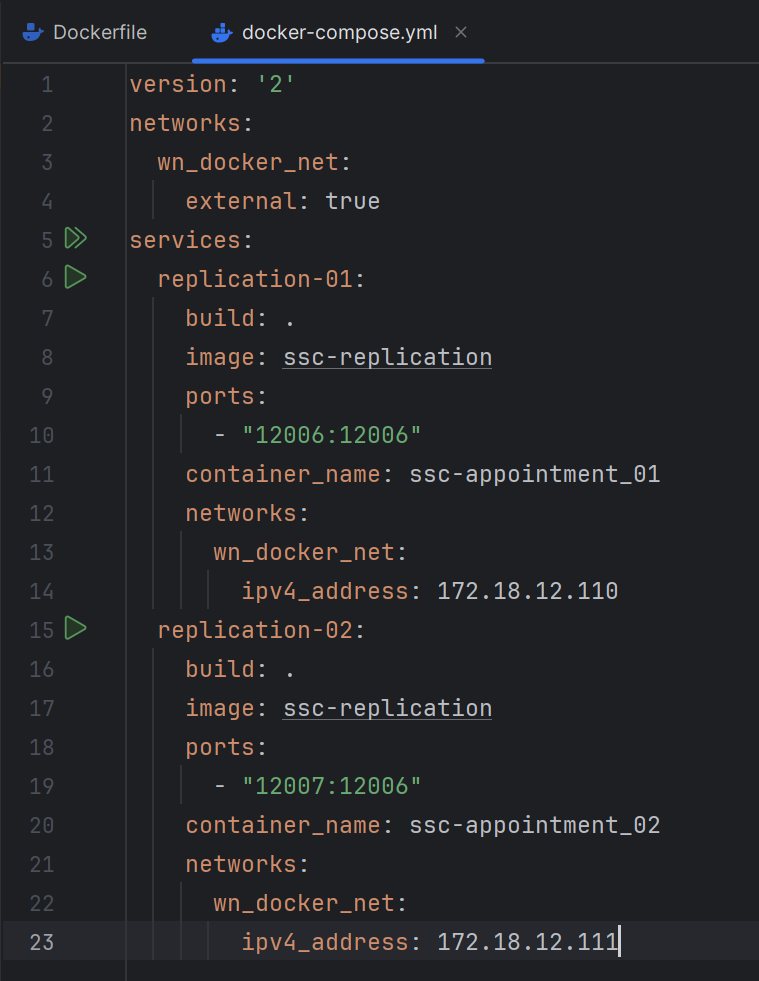 Dockerfile docker-compose.yml
1 version: '2'
2 networks:
3   wn_docker_net:
4     external: true
5 services:
6   replication-01:
7     build: .
8     image: ssc-replication
9     ports:
10       - "12006:12006"
11     container_name: ssc-appointment_01
12     networks:
13       wn_docker_net:
14         ipv4_address: 172.18.12.110
15   replication-02:
16     build: .
17     image: ssc-replication
18     ports:
19       - "12007:12006"
20     container_name: ssc-appointment_02
21     networks:
22       wn_docker_net:
23         ipv4_address: 172.18.12.111